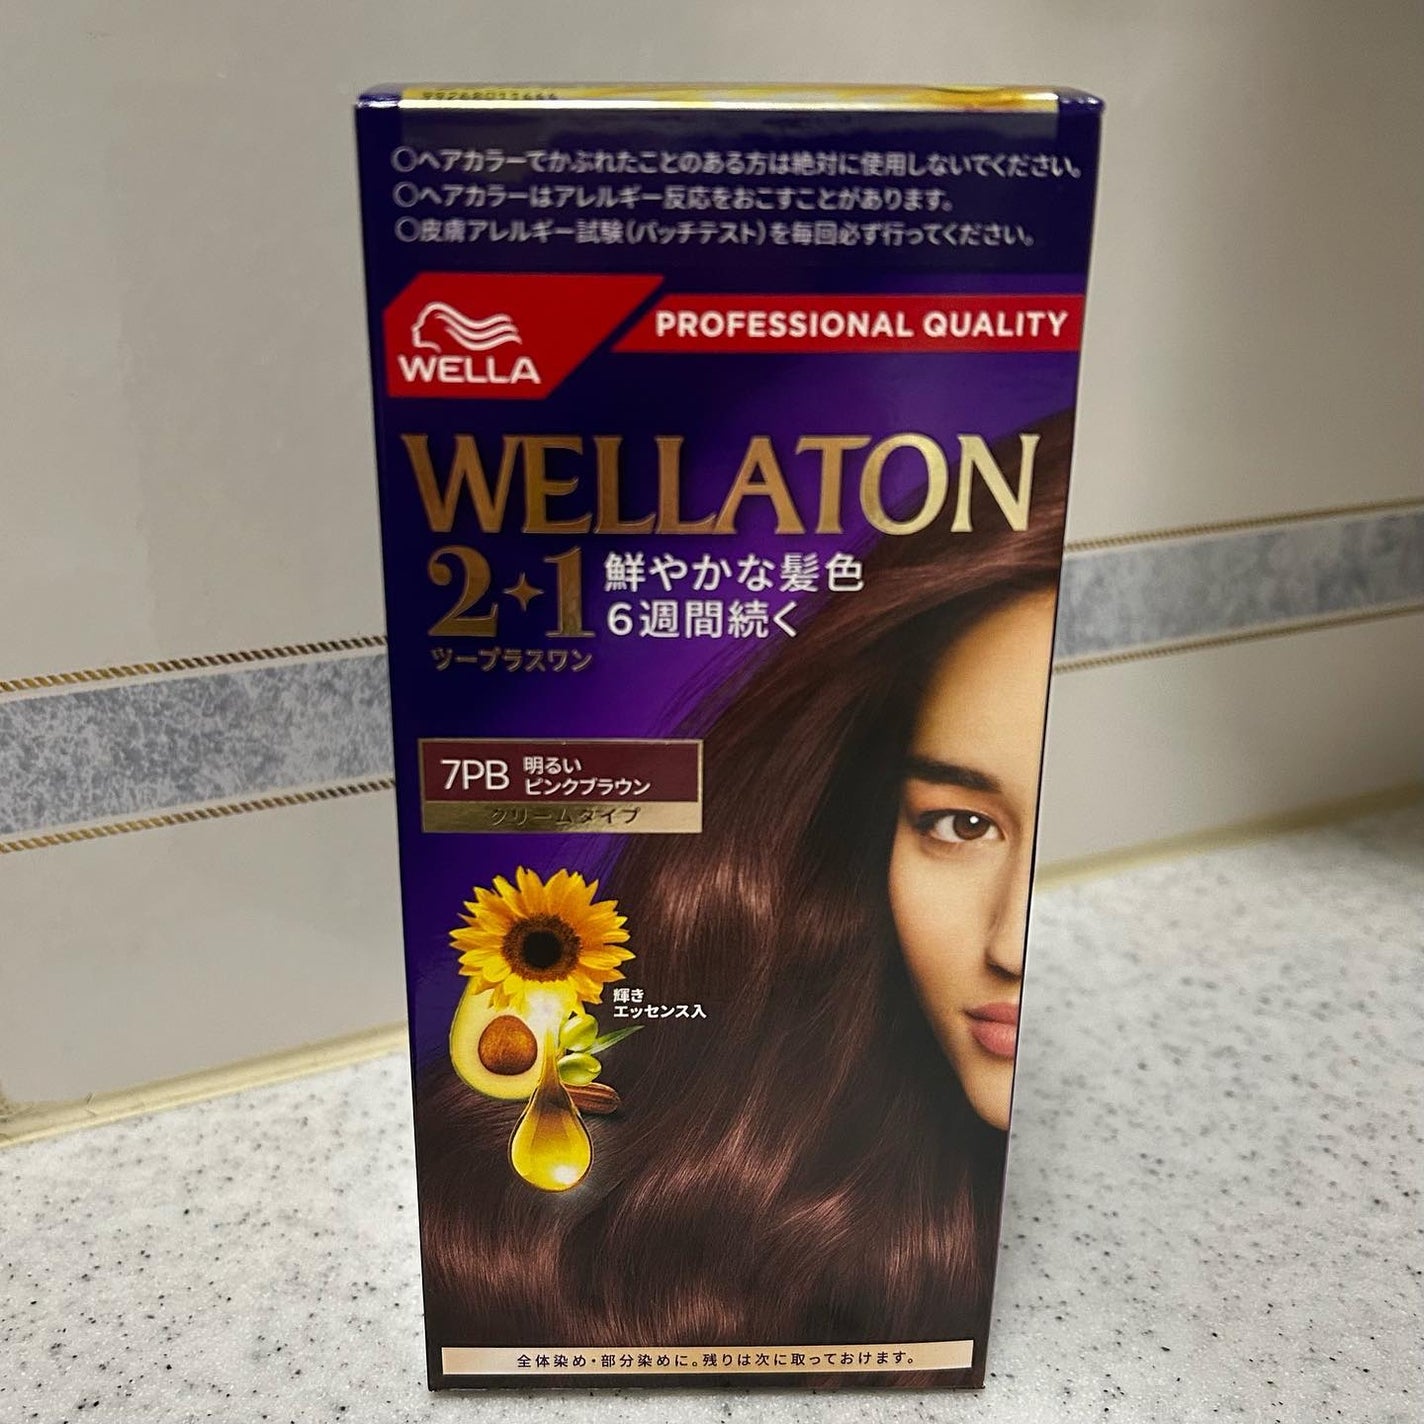 ○ヘアカラーでかぶれたことのある方は絶対に使用しないでください。
○ヘアカラーはアレルギー反応をおこすことがあります。
○皮膚アレルギー試験(パッチテスト)を毎回必ず行ってください。
WELLA
PROFESSIONAL QUALITY
WELLATON
2+1
ツープラスワン
鮮やかな髪色
6週間続く
7PB 明るい
ピンクブラウン
クリームタイプ
輝き
エッセンス入
全体染め・部分染めに。残りは次に取っておけます。